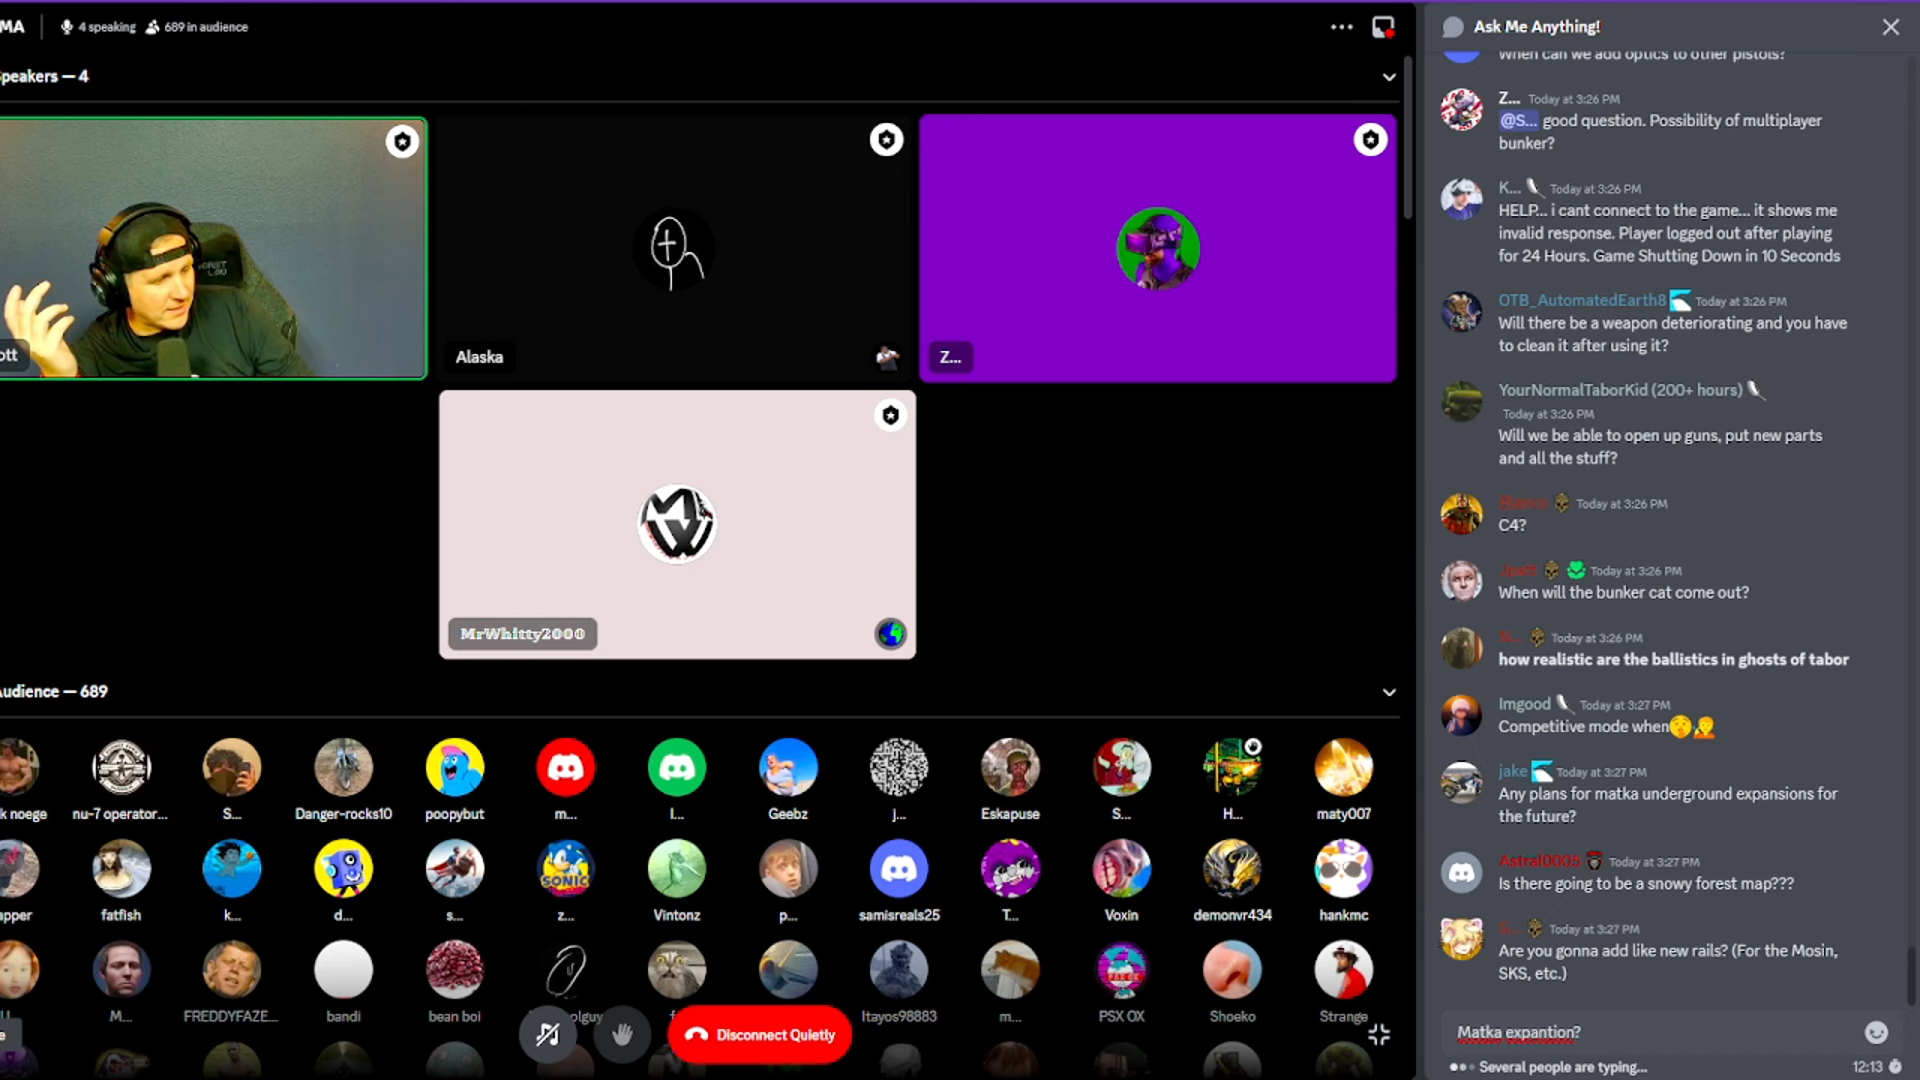 MA
4 speaking
689 in audience
peakers — 4
ott
Alaska
Z...
MrWhitty2000
udience — 689
k noege
nu-7 operator...
S...
Danger-rocks10
poopybut
m...
I...
Geebz
j...
Eskapuse
S...
H...
maty007
apper
fatfish
k...
d...
s...
SONIC
z...
Vintonz
p...
samisreals25
T...
Voxin
demonvr434
hankmc
M...
FREDDYFAZE...
bandi
bean boi
olguy
Itayos98883
m...
PSX OX
Shoeko
Strange
Disconnect Quietly
Ask Me Anything!
When can we add optics to other pistols?
Z... Today at 3:26 PM
@S... good question. Possibility of multiplayer
bunker?
K... Today at 3:26 PM
HELP... i cant connect to the game... it shows me
invalid response. Player logged out after playing
for 24 Hours. Game Shutting Down in 10 Seconds
OTB_AutomatedEarth8 Today at 3:26 PM
Will there be a weapon deteriorating and you have
to clean it after using it?
YourNormalTaborKid (200+ hours)
Today at 3:26 PM
Will we be able to open up guns, put new parts
and all the stuff?
Today at 3:26 PM
C4?
Today at 3:26 PM
When will the bunker cat come out?
Today at 3:26 PM
how realistic are the ballistics in ghosts of tabor
Imgood Today at 3:27 PM
Competitive mode when
jake Today at 3:27 PM
Any plans for matka underground expansions for
the future?
Astral0005 Today at 3:27 PM
Is there going to be a snowy forest map???
S... Today at 3:27 PM
Are you gonna add like new rails? (For the Mosin,
SKS, etc.)
Matka expantion?
Several people are typing...
12:13